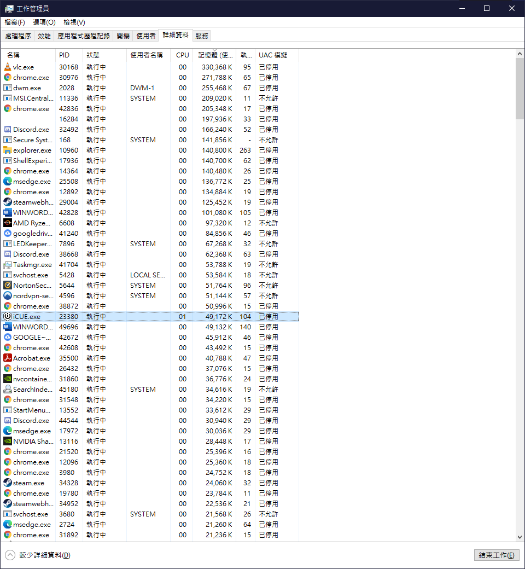 工作管理員
檔案(F) 選項(O) 檢視(V)
處理程序 效能 應用程式歷程記錄 開機 使用者 詳細資料 服務
名稱 PID 狀態 使用者名稱 CPU 記憶體 (使... 執... UAC 模擬
vlc.exe 30168 執行中 00 330,368 K 95 已停用
chrome.exe 30976 執行中 00 271,788 K 65 已停用
dwm.exe 2028 執行中 DWM-1 00 255,468 K 67 已停用
MSI.Central... 11336 執行中 SYSTEM 00 209,020 K 11 不允許
chrome.exe 42836 執行中 00 205,348 K 17 已停用
16284 執行中 00 197,936 K 33 已停用
Discord.exe 32492 執行中 00 166,240 K 52 已停用
Secure Syst... 168 執行中 SYSTEM 00 141,856 K - 不允許
explorer.exe 10960 執行中 00 140,800 K 263 已停用
ShellExperi... 17936 執行中 00 140,700 K 62 已停用
chrome.exe 14364 執行中 00 140,480 K 26 已停用
msedge.exe 25508 執行中 00 136,772 K 25 已停用
chrome.exe 12892 執行中 00 134,884 K 19 已停用
steamwebh... 29004 執行中 00 125,452 K 19 已停用
WINWORD... 42828 執行中 00 101,080 K 105 已停用
AMD Ryze... 6608 執行中 00 97,320 K 12 不允許
googledriv... 41240 執行中 00 84,856 K 46 已停用
LEDKeeper... 7896 執行中 SYSTEM 00 67,268 K 32 不允許
Discord.exe 38668 執行中 00 62,368 K 63 已停用
Taskmgr.exe 41704 執行中 00 53,788 K 19 不允許
svchost.exe 5428 執行中 LOCAL SE... 00 53,584 K 18 不允許
NortonSec... 5644 執行中 SYSTEM 00 51,764 K 96 不允許
nordvpn-se... 4596 執行中 SYSTEM 00 51,144 K 57 不允許
chrome.exe 38872 執行中 00 50,996 K 15 已停用
iCUE.exe 23380 執行中 01 49,172 K 104 已停用
WINWORD... 49696 執行中 00 49,132 K 140 已停用
GOOGLE~... 42672 執行中 00 45,912 K 46 已停用
chrome.exe 42608 執行中 00 43,492 K 15 已停用
Acrobat.exe 35500 執行中 00 40,788 K 47 已停用
chrome.exe 26432 執行中 00 37,076 K 15 已停用
nvcontaine... 31860 執行中 00 36,776 K 24 已停用
SearchInde... 45180 執行中 SYSTEM 00 34,616 K 19 不允許
chrome.exe 31548 執行中 00 34,220 K 15 已停用
StartMenu... 13552 執行中 00 33,612 K 29 已停用
Discord.exe 44544 執行中 00 30,940 K 29 已停用
msedge.exe 17972 執行中 00 30,036 K 29 已停用
NVIDIA Sha... 13116 執行中 00 28,448 K 17 已停用
chrome.exe 21520 執行中 00 25,396 K 16 已停用
chrome.exe 12096 執行中 00 25,360 K 18 已停用
chrome.exe 3980 執行中 00 24,752 K 18 已停用
steam.exe 34328 執行中 00 24,060 K 32 已停用
chrome.exe 19780 執行中 00 23,784 K 11 已停用
steamwebh... 34952 執行中 00 22,536 K 21 已停用
svchost.exe 3680 執行中 SYSTEM 00 21,568 K 26 不允許
msedge.exe 2724 執行中 00 21,260 K 64 已停用
chrome.exe 31892 執行中 00 21,236 K 15 已停用
較少詳細資料(D) 結束工作(E)